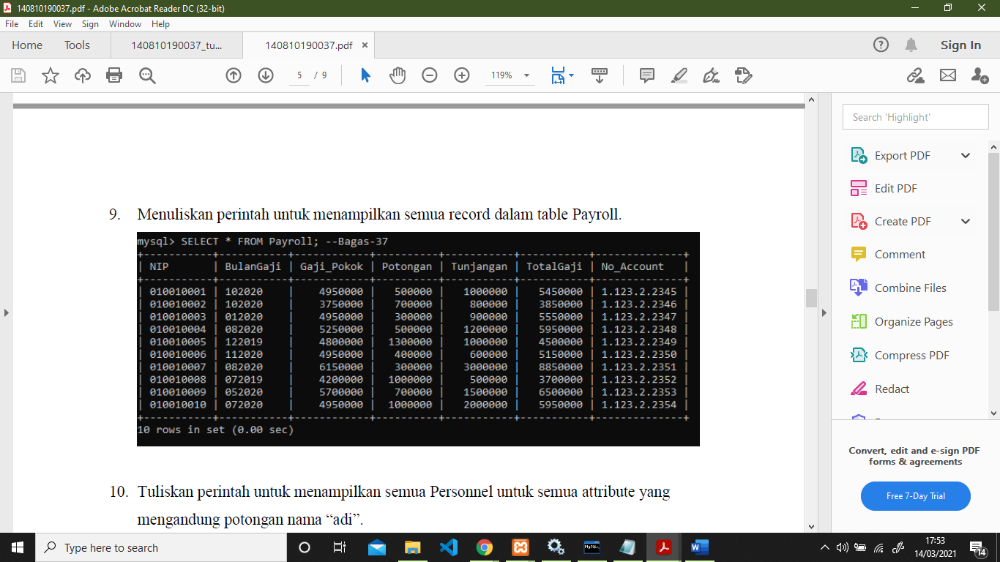 140810190037.pdf - Adobe Acrobat Reader DC (32-bit)
File Edit View Sign Window Help
Home Tools 140810190037_tu... 140810190037.pdf × Sign In
5 / 9 119%
9. Menuliskan perintah untuk menampilkan semua record dalam table Payroll.
mysql> SELECT * FROM Payroll; --Bagas-37
+-----------+-----------+------------+----------+-----------+-----------+--------------+
| NIP | BulanGaji | Gaji_Pokok | Potongan | Tunjangan | TotalGaji | No_Account |
+-----------+-----------+------------+----------+-----------+-----------+--------------+
| 010010001 | 102020 | 4950000 | 500000 | 1000000 | 5450000 | 1.123.2.2345 |
| 010010002 | 102020 | 3750000 | 700000 | 800000 | 3850000 | 1.123.2.2346 |
| 010010003 | 012020 | 4950000 | 300000 | 900000 | 5550000 | 1.123.2.2347 |
| 010010004 | 082020 | 5250000 | 500000 | 1200000 | 5950000 | 1.123.2.2348 |
| 010010005 | 122019 | 4800000 | 1300000 | 1000000 | 4500000 | 1.123.2.2349 |
| 010010006 | 112020 | 4950000 | 400000 | 600000 | 5150000 | 1.123.2.2350 |
| 010010007 | 082020 | 6150000 | 300000 | 3000000 | 8850000 | 1.123.2.2351 |
| 010010008 | 072019 | 4200000 | 1000000 | 500000 | 3700000 | 1.123.2.2352 |
| 010010009 | 052020 | 5700000 | 700000 | 1500000 | 6500000 | 1.123.2.2353 |
| 010010010 | 072020 | 4950000 | 1000000 | 2000000 | 5950000 | 1.123.2.2354 |
+-----------+-----------+------------+----------+-----------+-----------+--------------+
10 rows in set (0.00 sec)
10. Tuliskan perintah untuk menampilkan semua Personnel untuk semua attribute yang
mengandung potongan nama “adi”.
Search 'Highlight'
Export PDF
Edit PDF
Create PDF
Comment
Combine Files
Organize Pages
Compress PDF
Redact
Convert, edit and e-sign PDF
forms & agreements
Free 7-Day Trial
Type here to search
17:53
14/03/2021
14